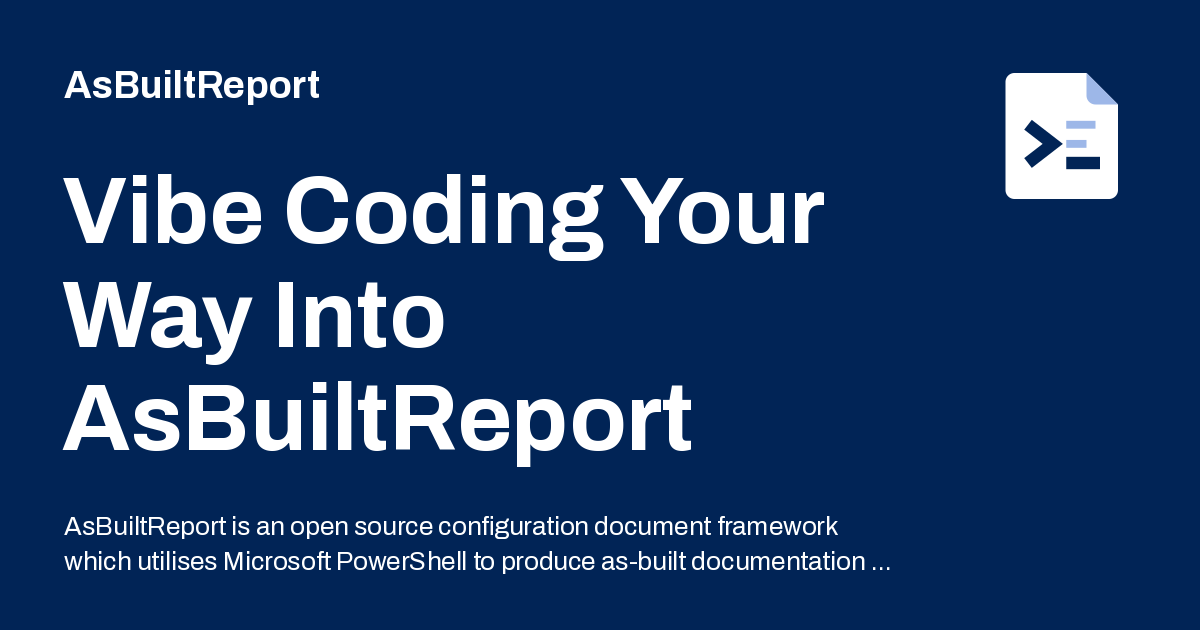 AsBuiltReport
Vibe Coding Your
Way Into
AsBuiltReport
AsBuiltReport is an open source configuration document framework
which utilises Microsoft PowerShell to produce as-built documentation ...